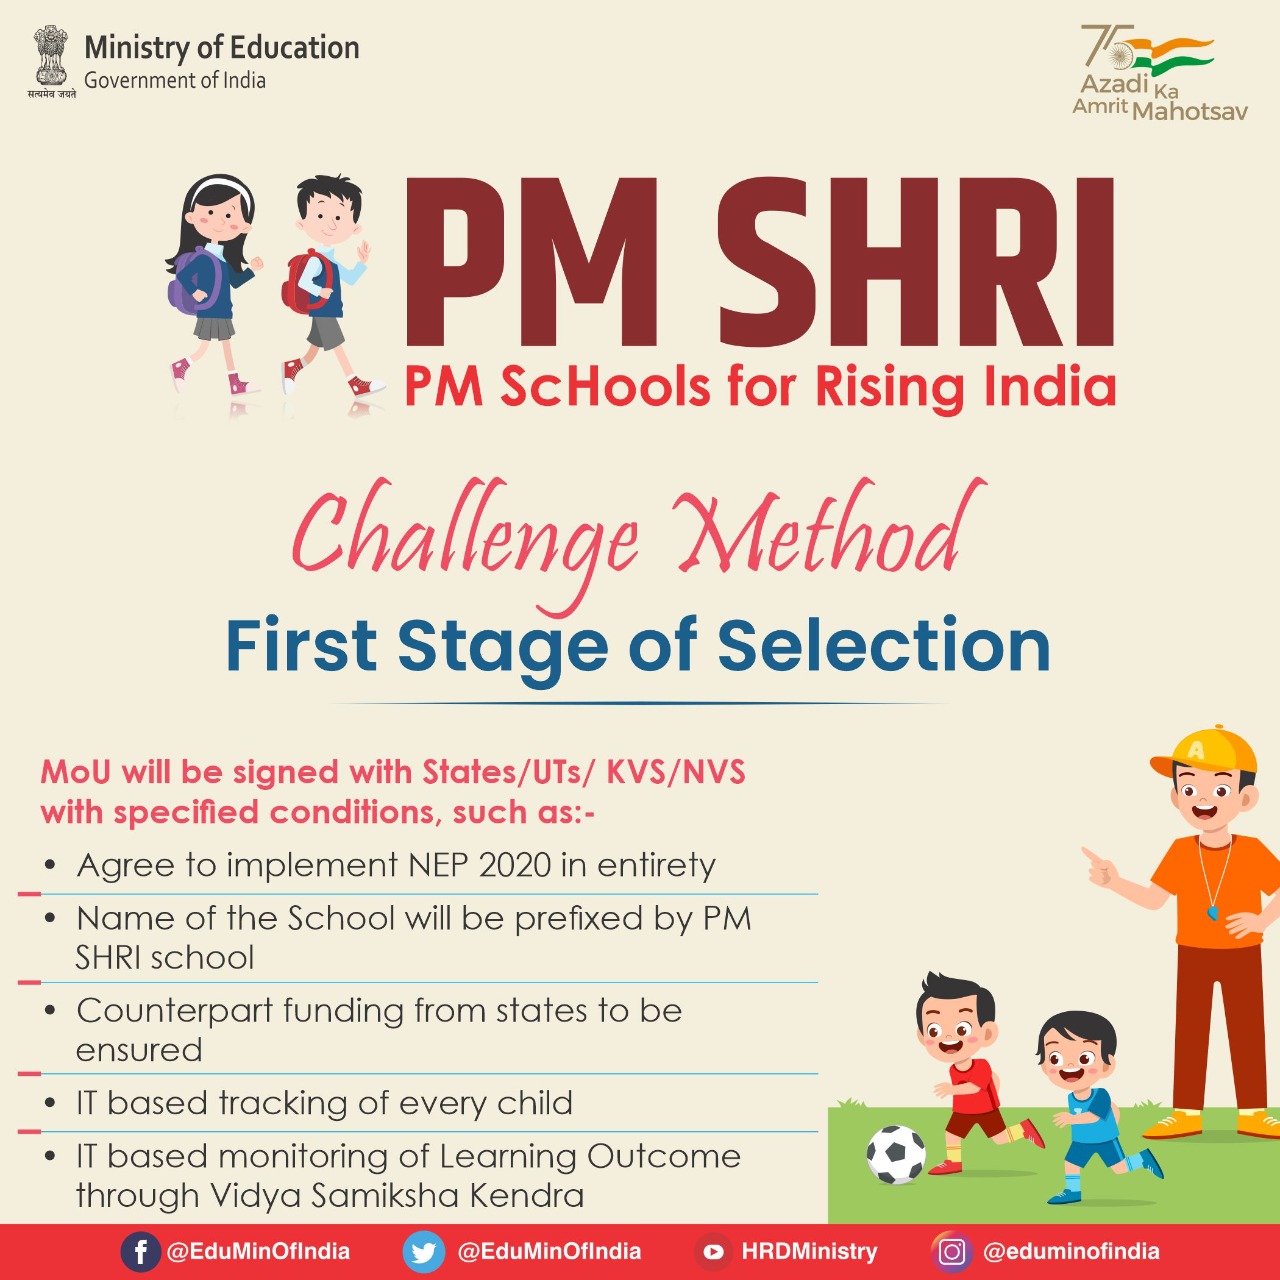 Ministry of Education
Government of India
सत्यमेव जयते
75
Azadi Ka
Amrit Mahotsav
PM SHRI
PM ScHools for Rising India
Challenge Method
First Stage of Selection
MoU will be signed with States/UTs/ KVS/NVS
with specified conditions, such as:-
• Agree to implement NEP 2020 in entirety
• Name of the School will be prefixed by PM
SHRI school
• Counterpart funding from states to be
ensured
• IT based tracking of every child
• IT based monitoring of Learning Outcome
through Vidya Samiksha Kendra
A
@EduMinOfIndia @EduMinOfIndia HRDMinistry @eduminofindia